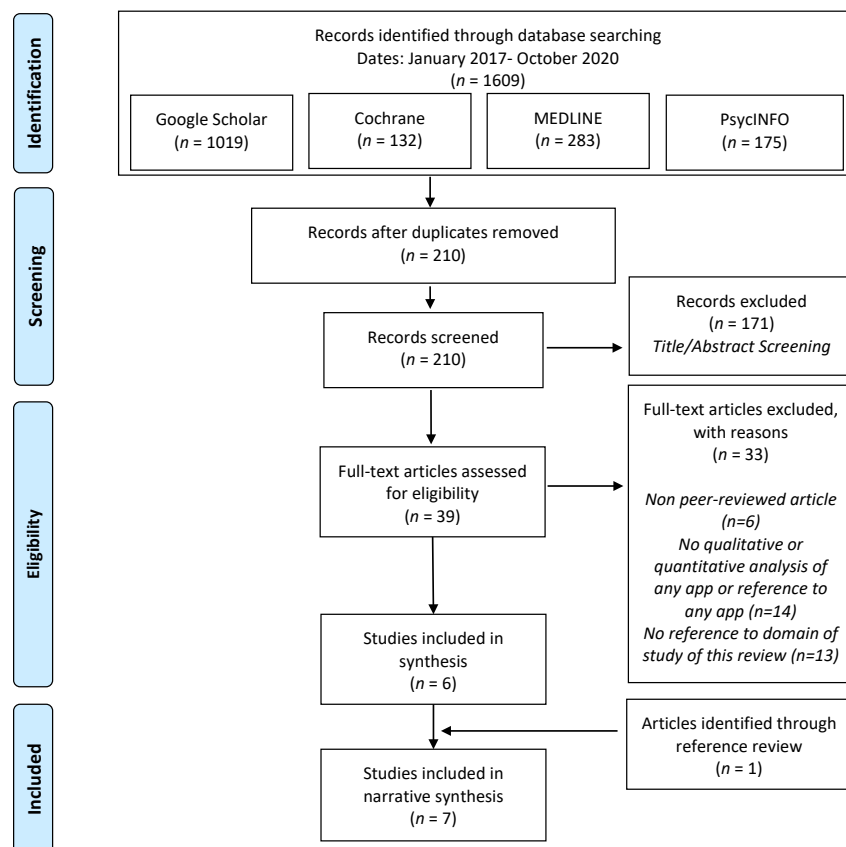 Identification
Records identified through database searching
Dates: January 2017- October 2020
(n = 1609)
Google Scholar
(n = 1019)
Cochrane
(n = 132)
MEDLINE
(n = 283)
PsycINFO
(n = 175)
Screening
Records after duplicates removed
(n = 210)
Records screened
(n = 210)
Records excluded
(n = 171)
Title/Abstract Screening
Eligibility
Full-text articles assessed
for eligibility
(n = 39)
Full-text articles excluded,
with reasons
(n = 33)
Non peer-reviewed article
(n=6)
No qualitative or
quantitative analysis of
any app or reference to
any app (n=14)
No reference to domain of
study of this review (n=13)
Studies included in
synthesis
(n = 6)
Included
Articles identified through
reference review
(n = 1)
Studies included in
narrative synthesis
(n = 7)